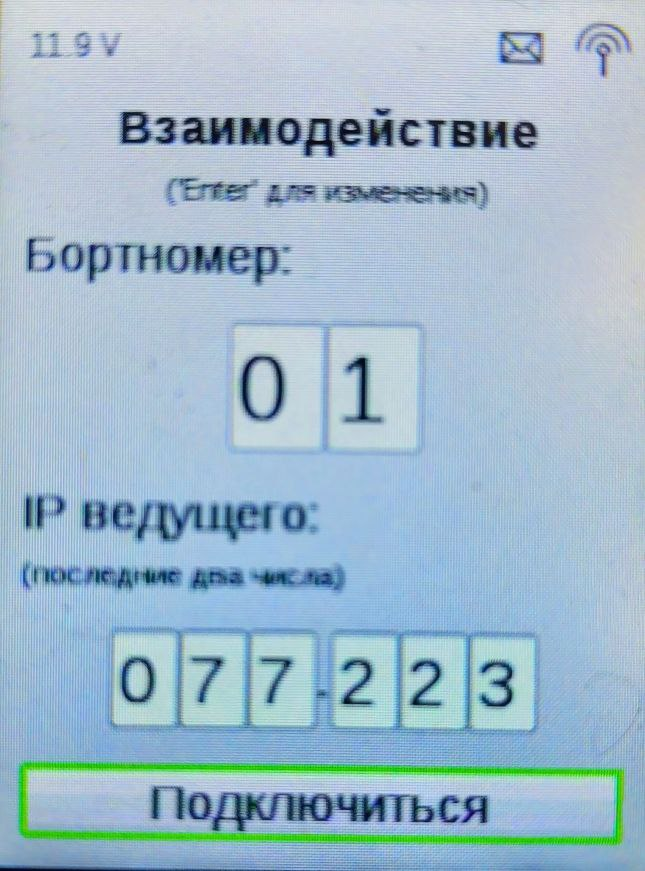 11.9 V
Взаимодействие
('Enter' для изменения)
Бортномер:
0 1
IP ведущего:
(последние два числа)
0 7 7 . 2 2 3
Подключиться